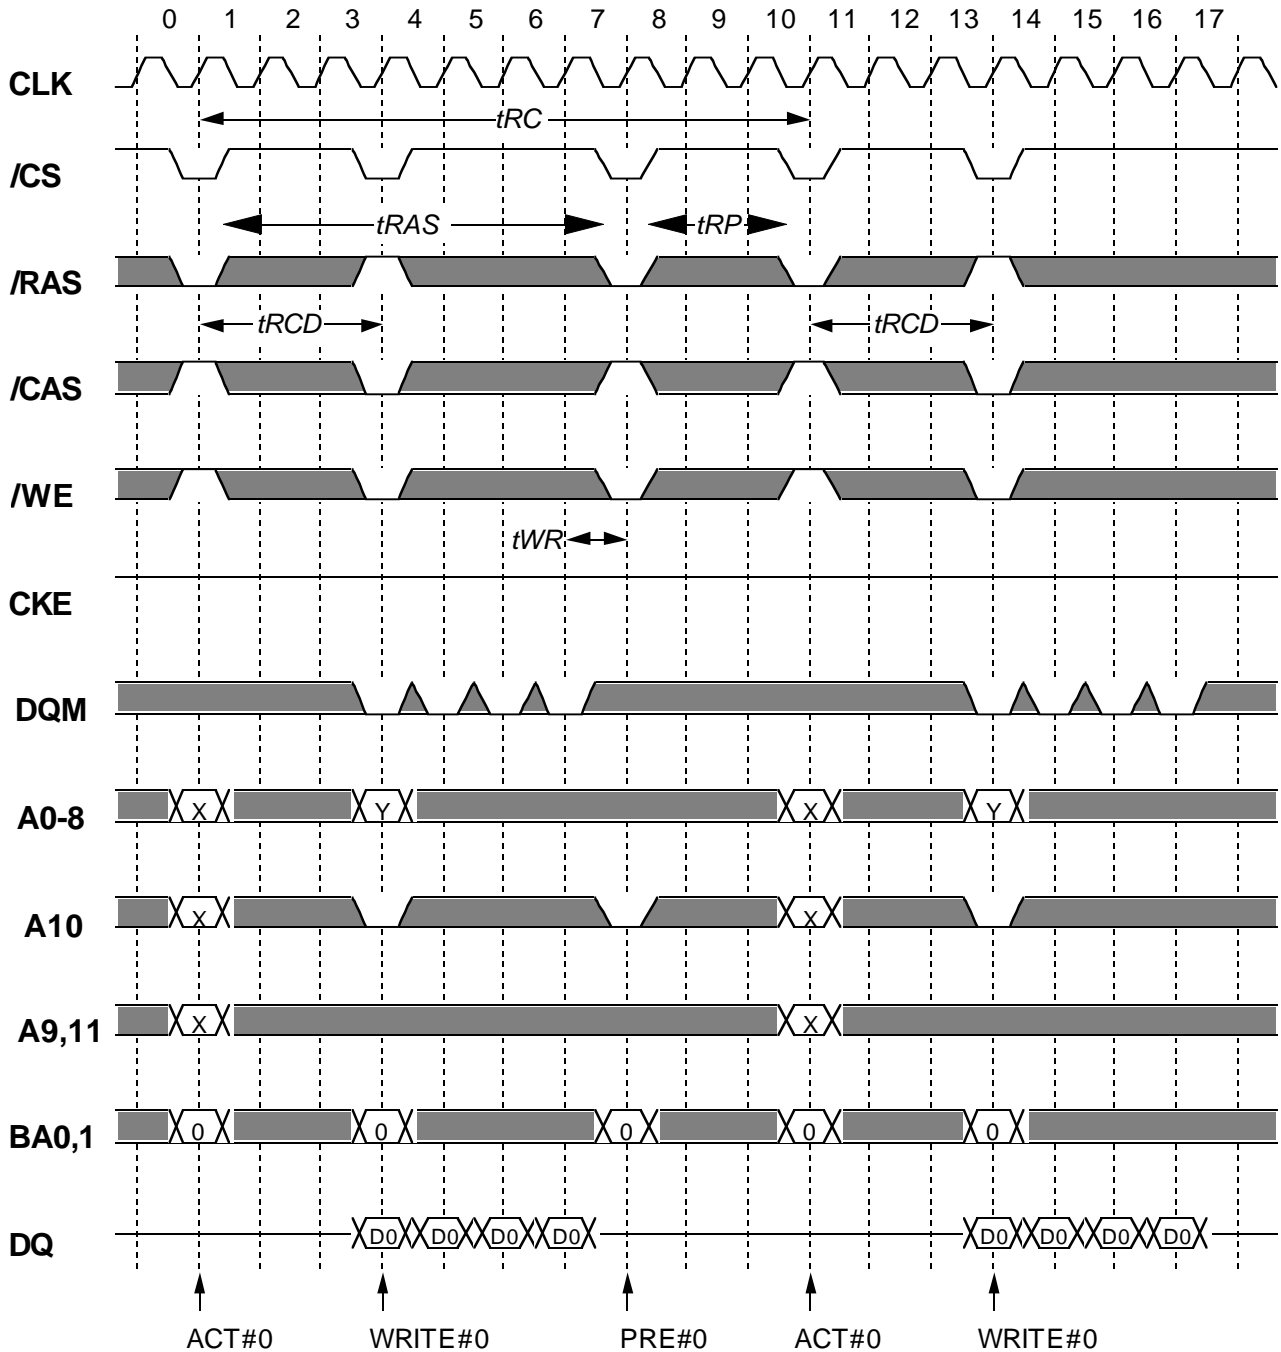 0 1 2 3 4 5 6 7 8 9 10 11 12 13 14 15 16 17
CLK
tRC
/CS
tRAS tRP
/RAS
tRCD tRCD
/CAS
/WE
tWR
CKE
DQM
A0-8 X Y X Y
A10 X X
A9,11 X X
BA0,1 0 0 0 0 0
DQ D0 D0 D0 D0 D0 D0 D0 D0
ACT#0 WRITE#0 PRE#0 ACT#0 WRITE#0